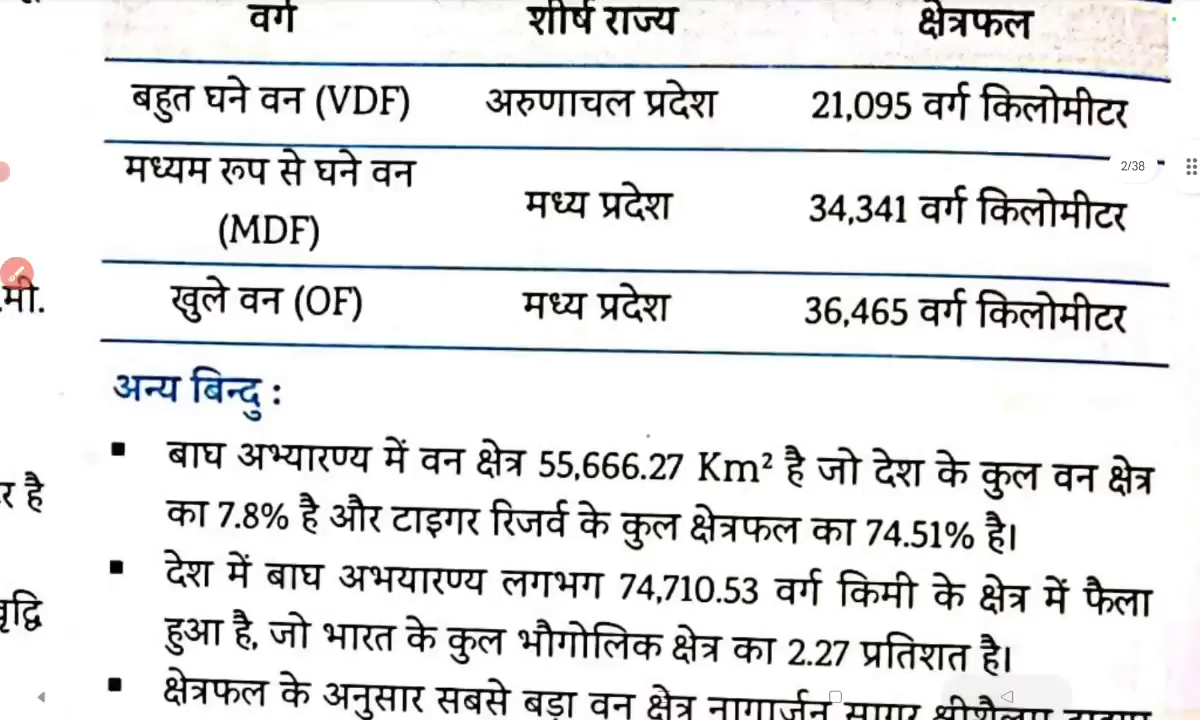 वर्ग शीर्ष राज्य क्षेत्रफल
बहुत घने वन (VDF) अरुणाचल प्रदेश 21,095 वर्ग किलोमीटर
मध्यम रूप से घने वन
(MDF) मध्य प्रदेश 34,341 वर्ग किलोमीटर
2/38
खुले वन (OF) मध्य प्रदेश 36,465 वर्ग किलोमीटर
मी.
अन्य बिन्दु :
▪ बाघ अभ्यारण्य में वन क्षेत्र 55,666.27 Km² है जो देश के कुल वन क्षेत्र
र है
का 7.8% है और टाइगर रिजर्व के कुल क्षेत्रफल का 74.51% है।
▪ देश में बाघ अभयारण्य लगभग 74,710.53 वर्ग किमी के क्षेत्र में फैला
वृद्धि
हुआ है, जो भारत के कुल भौगोलिक क्षेत्र का 2.27 प्रतिशत है।
▪ क्षेत्रफल के अनुसार सबसे बड़ा वन क्षेत्र नागार्जुन सागर श्रीशैलम